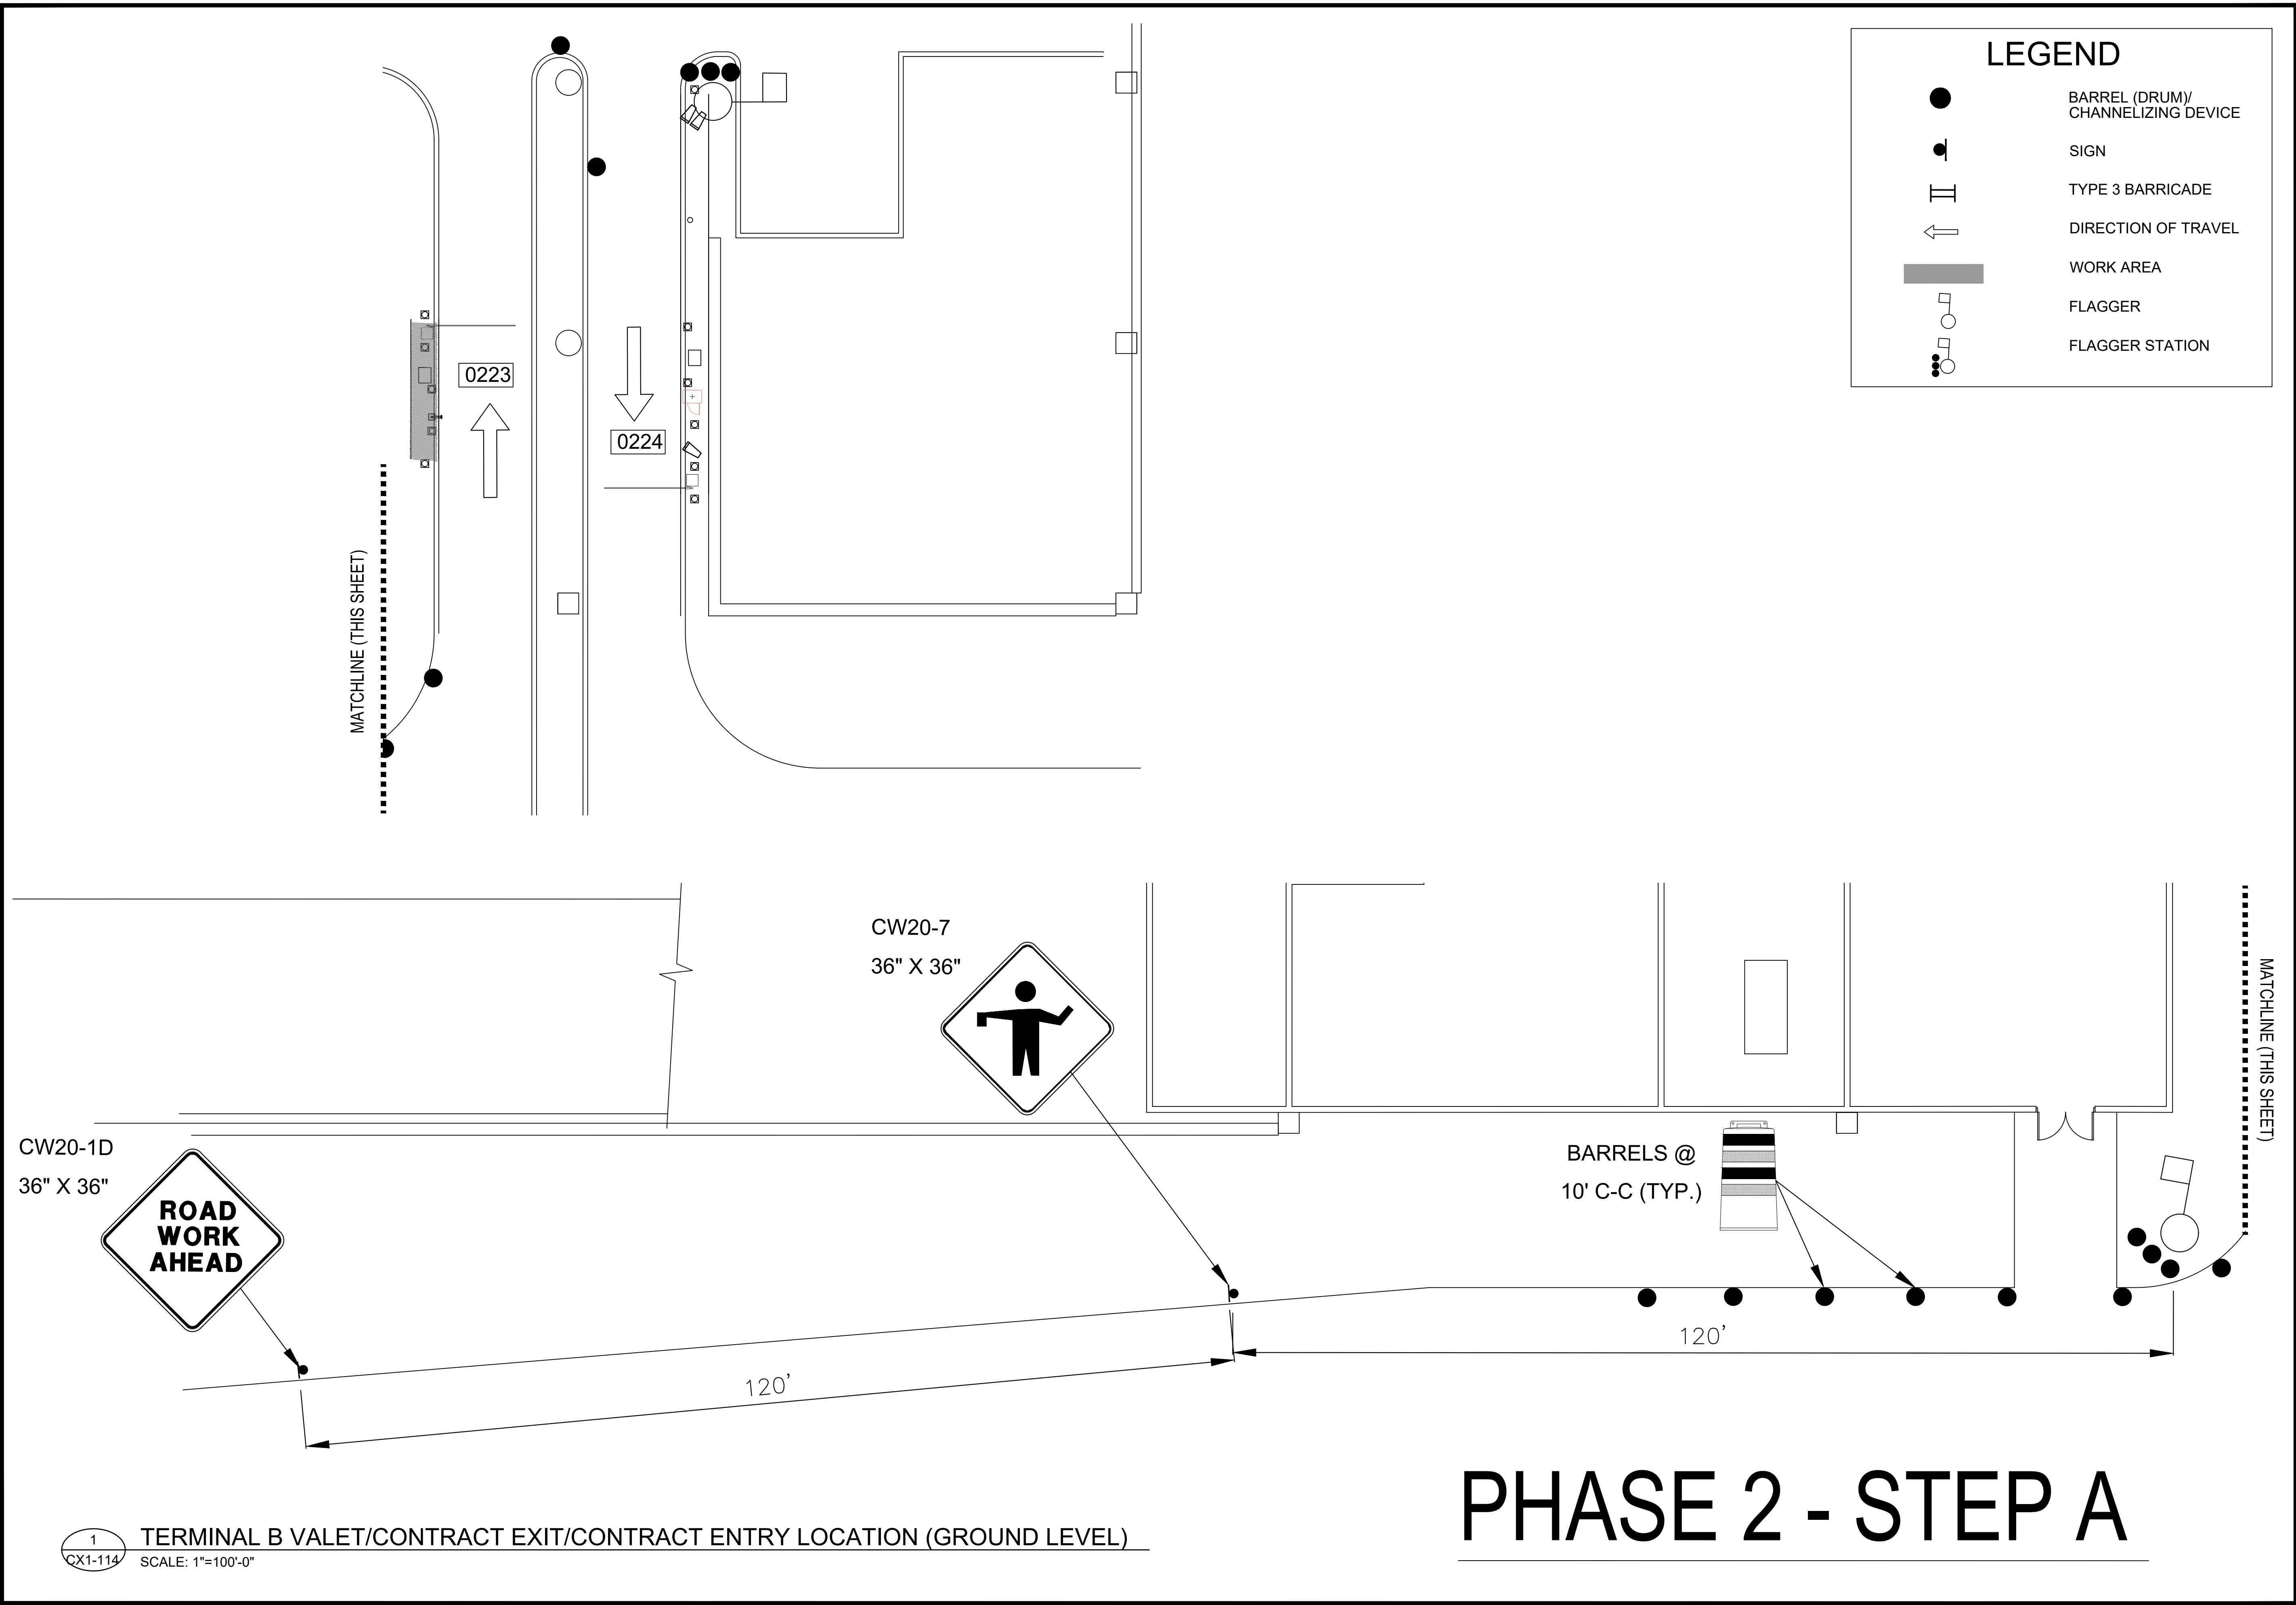 LEGEND
BARREL (DRUM)/
CHANNELIZING DEVICE
SIGN
TYPE 3 BARRICADE
DIRECTION OF TRAVEL
WORK AREA
FLAGGER
FLAGGER STATION
0223
0224
MATCHLINE (THIS SHEET)
CW20-7
36" X 36"
MATCHLINE (THIS SHEET)
CW20-1D
36" X 36"
ROAD
WORK
AHEAD
BARRELS @
10' C-C (TYP.)
120'
120'
PHASE 2 - STEP A
1
CX1-114
TERMINAL B VALET/CONTRACT EXIT/CONTRACT ENTRY LOCATION (GROUND LEVEL)
SCALE: 1"=100'-0"